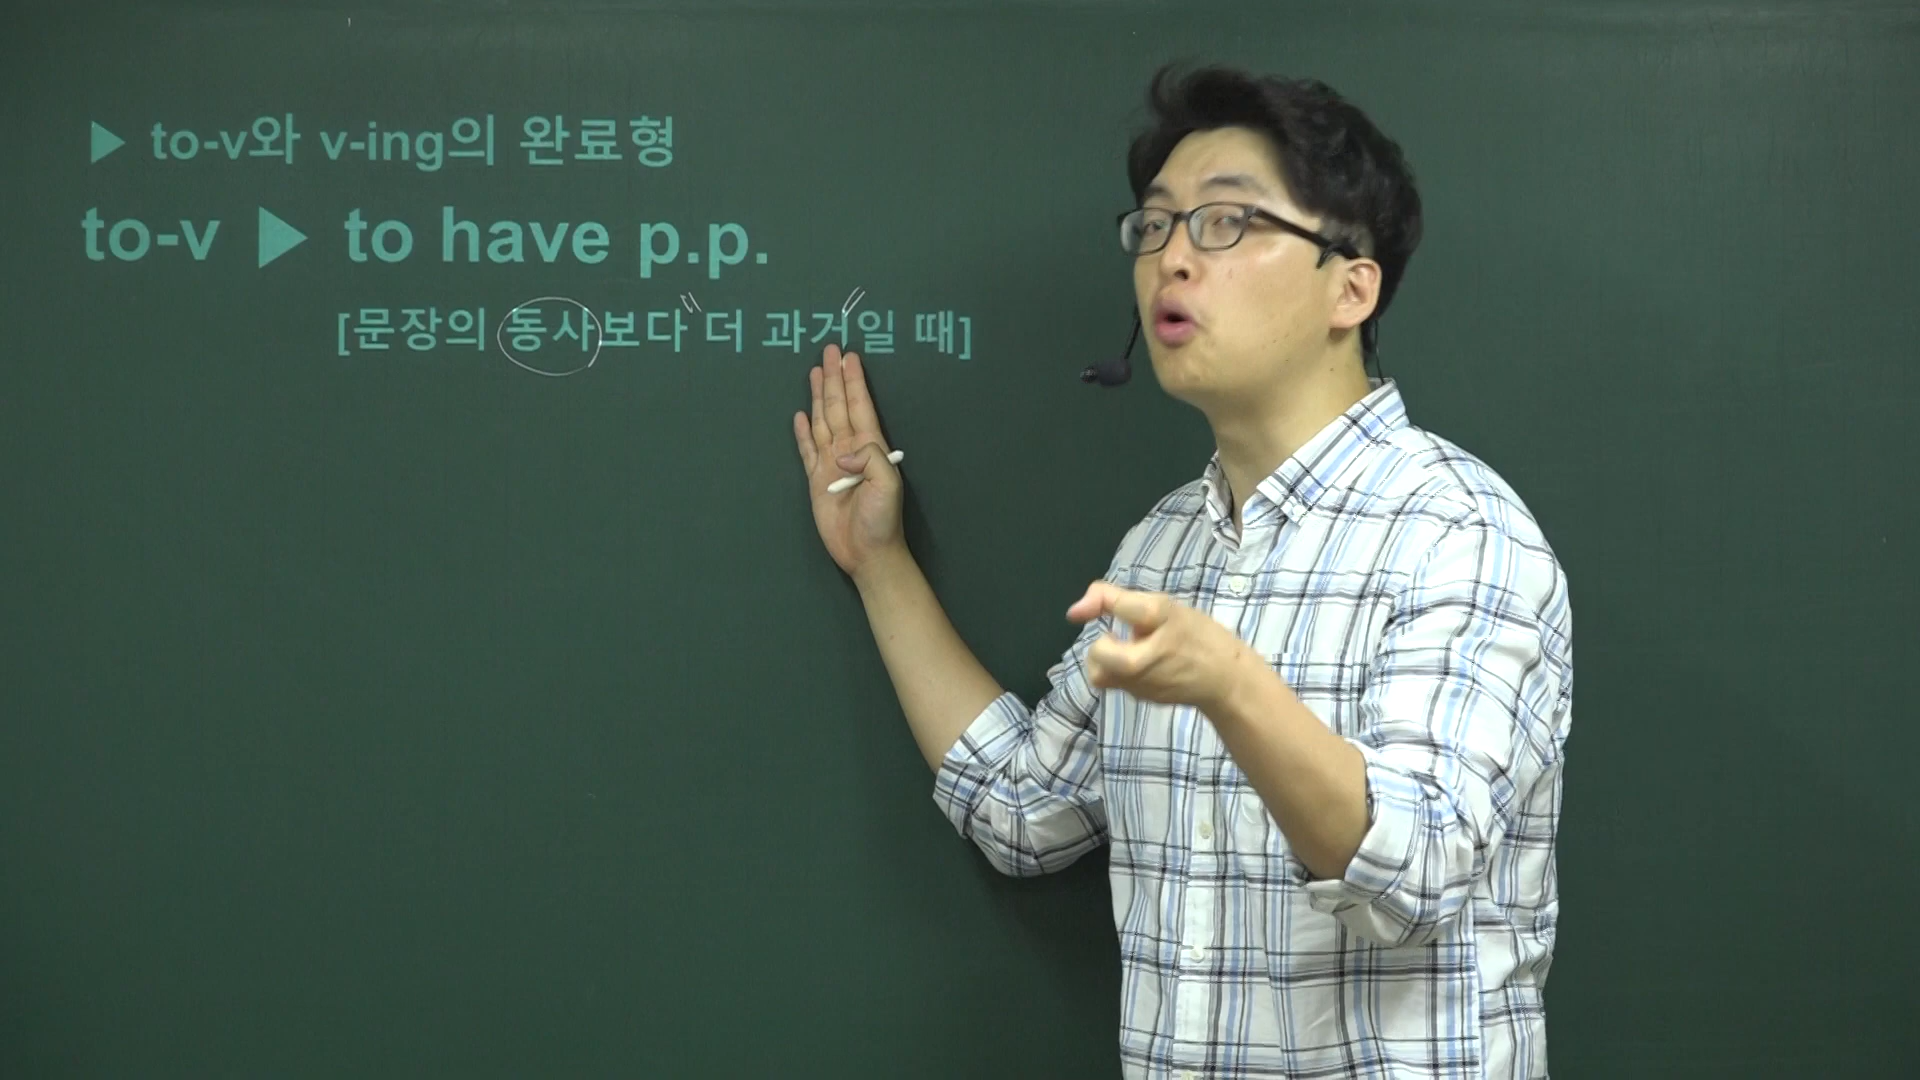 ▶ to-v와 v-ing의 완료형
to-v ▶ to have p.p.
[문장의 동사보다 "더 과거"일 때]